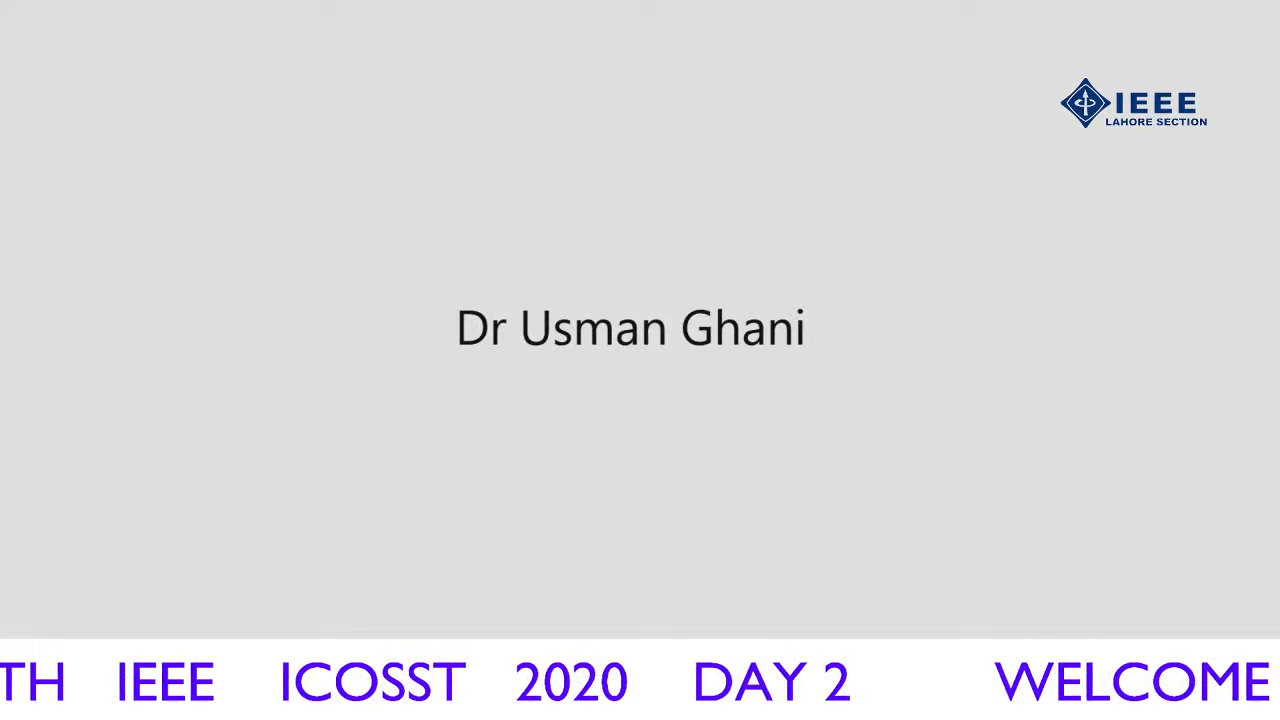 IEEE
LAHORE SECTION
Dr Usman Ghani
TH IEEE ICOSST 2020 DAY 2 WELCOME